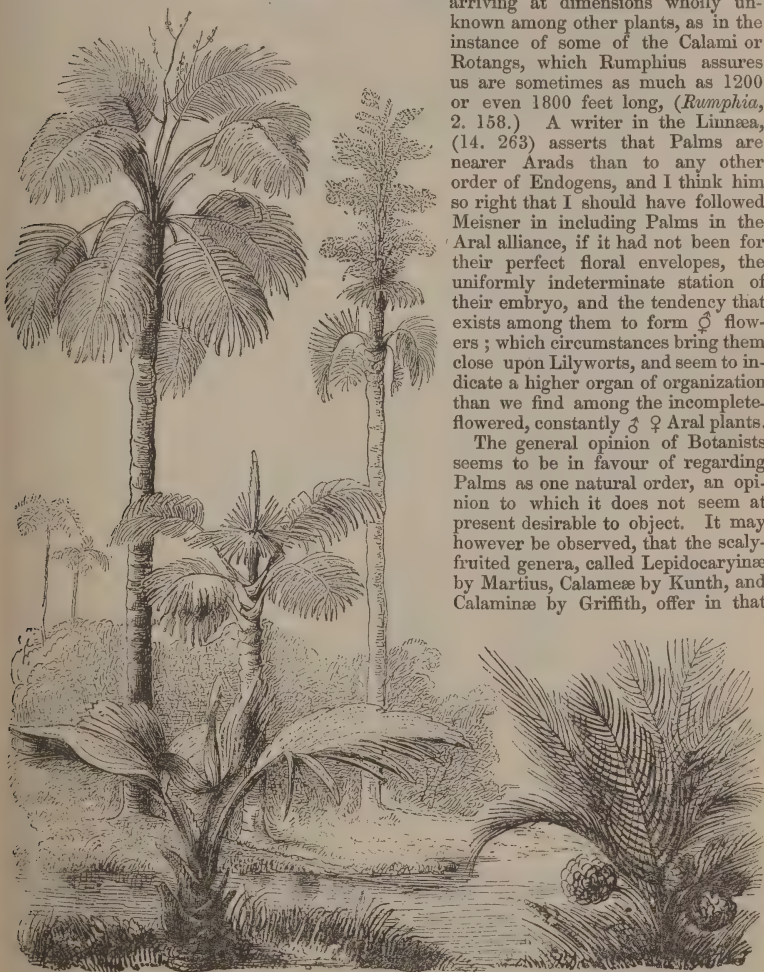 arriving at dimensions wholly un-
known among other plants, as in the
instance of some of the Calami or
Rotangs, which Rumphius assures
us are sometimes as much as 1200
or even 1800 feet long, (Rumphia,
2. 158.) A writer in the Linnæa,
(14. 263) asserts that Palms are
nearer Arads than to any other
order of Endogens, and I think him
so right that I should have followed
Meisner in including Palms in the
Aral alliance, if it had not been for
their perfect floral envelopes, the
uniformly indeterminate station of
their embryo, and the tendency that
exists among them to form ⚥ flow-
ers ; which circumstances bring them
close upon Lilyworts, and seem to in-
dicate a higher organ of organization
than we find among the incomplete-
flowered, constantly ♂ ♀ Aral plants.
The general opinion of Botanists
seems to be in favour of regarding
Palms as one natural order, an opi-
nion to which it does not seem at
present desirable to object. It may
however be observed, that the scaly-
fruited genera, called Lepidocaryinæ
by Martius, Calameæ by Kunth, and
Calaminæ by Griffith, offer in that